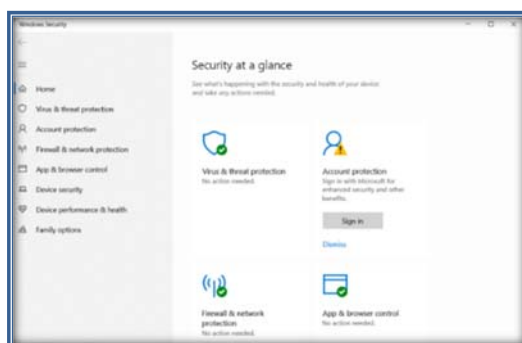 Windows Security
Home
Virus & threat protection
Account protection
Firewall & network protection
App & browser control
Device security
Device performance & health
Family options
Security at a glance
See what's happening with the security and health of your device
and take any actions needed.
Virus & threat protection
No action needed.
Account protection
Sign in with Microsoft for
enhanced security and other
benefits.
Sign in
Dismiss
Firewall & network
protection
No action needed.
App & browser control
No action needed.